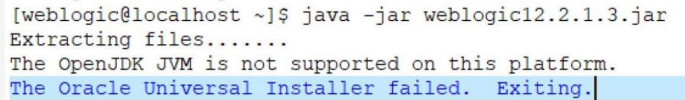 [weblogic@localhost ~]$ java -jar weblogic12.2.1.3.jar
Extracting files.......
The OpenJDK JVM is not supported on this platform.
The Oracle Universal Installer failed.  Exiting.